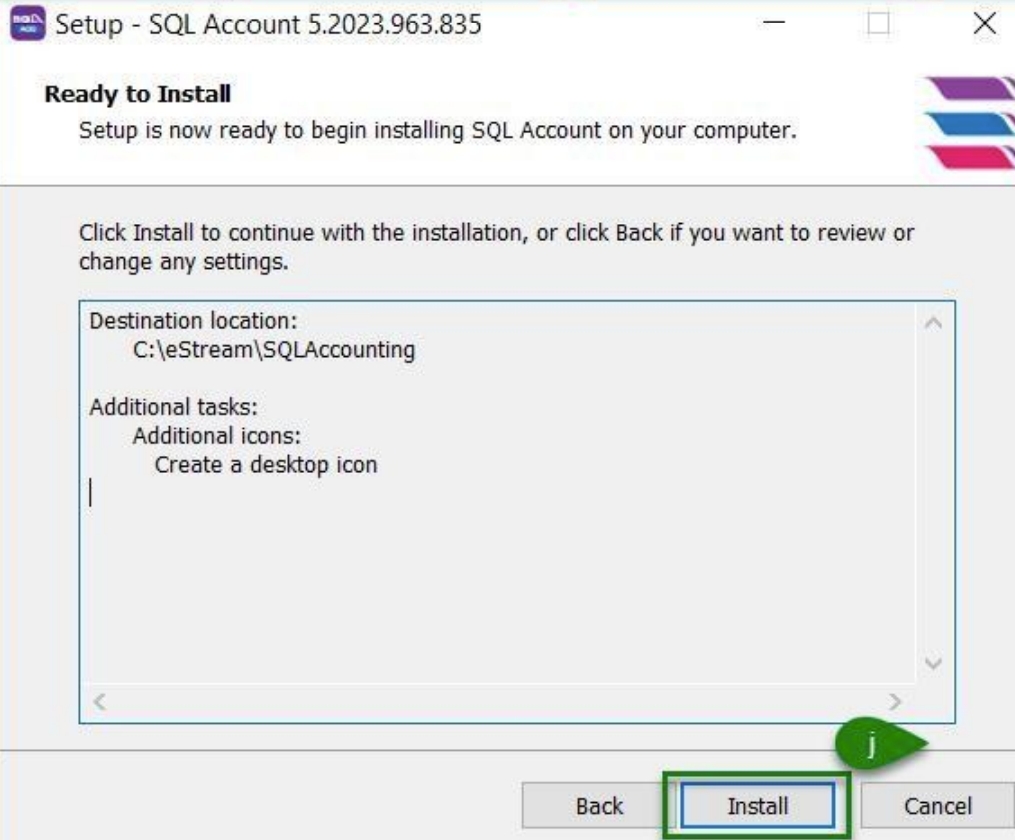 Setup - SQL Account 5.2023.963.835
Ready to Install
Setup is now ready to begin installing SQL Account on your computer.
Click Install to continue with the installation, or click Back if you want to review or
change any settings.
Destination location:
C:\eStream\SQLAccounting
Additional tasks:
Additional icons:
Create a desktop icon
j
Back Install Cancel